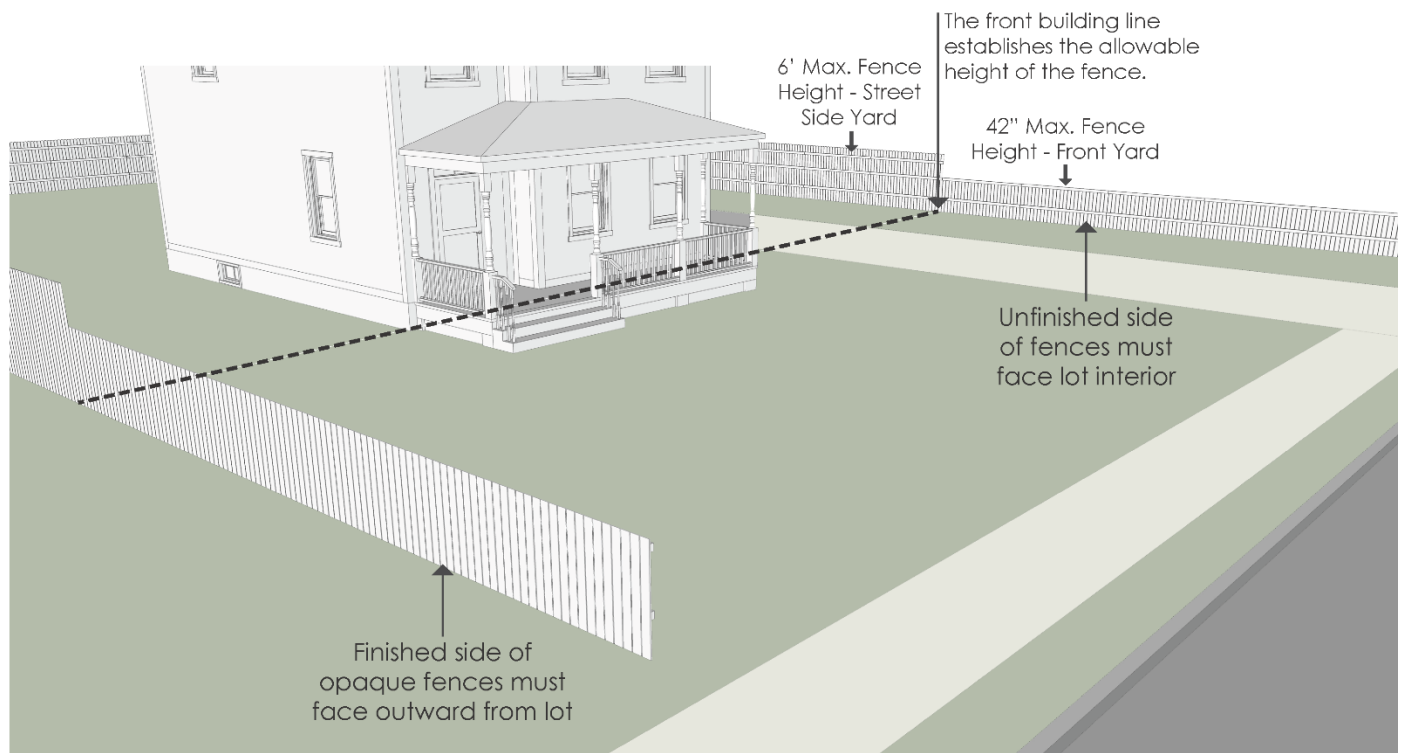 The front building line
establishes the allowable
height of the fence.
6’ Max. Fence
Height - Street
Side Yard
42” Max. Fence
Height - Front Yard
Unfinished side
of fences must
face lot interior
Finished side of
opaque fences must
face outward from lot